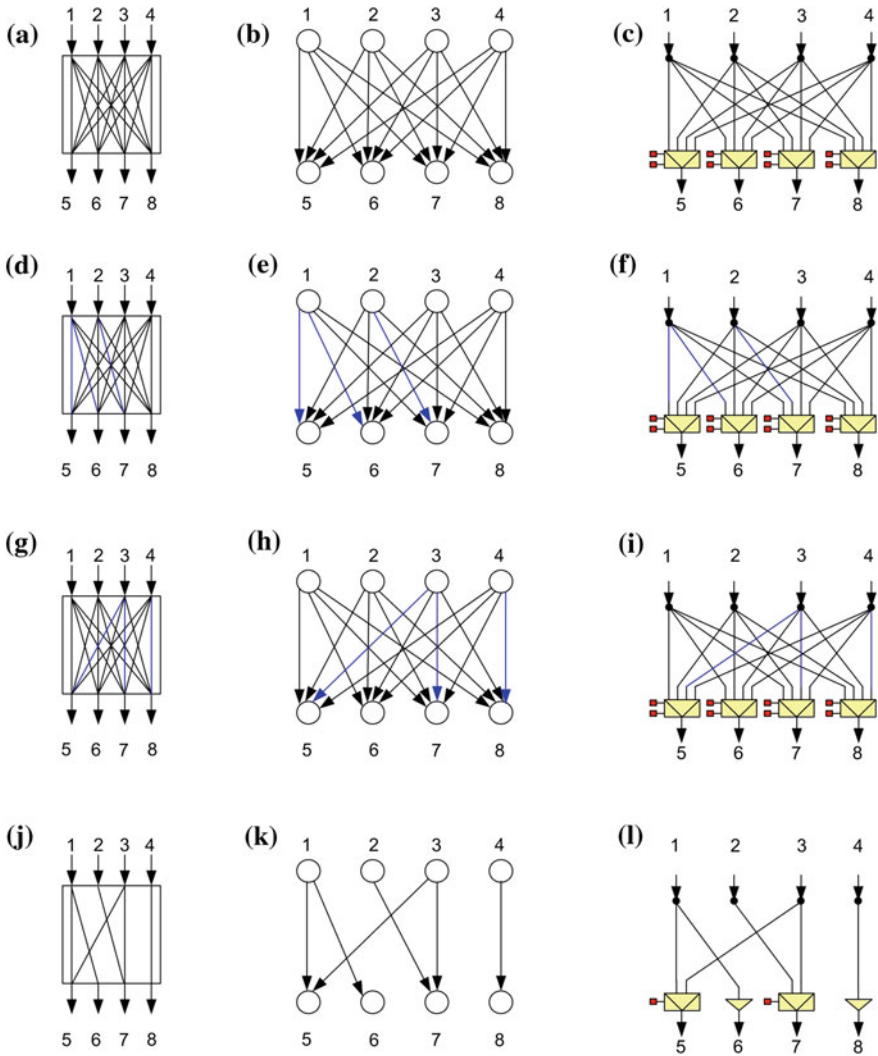 (a) 1 2 3 4 (b) 1 2 3 4 (c) 1 2 3 4
5 6 7 8 5 6 7 8 5 6 7 8
(d) 1 2 3 4 (e) 1 2 3 4 (f) 1 2 3 4
5 6 7 8 5 6 7 8 5 6 7 8
(g) 1 2 3 4 (h) 1 2 3 4 (i) 1 2 3 4
5 6 7 8 5 6 7 8 5 6 7 8
(j) 1 2 3 4 (k) 1 2 3 4 (l) 1 2 3 4
5 6 7 8 5 6 7 8 5 6 7 8